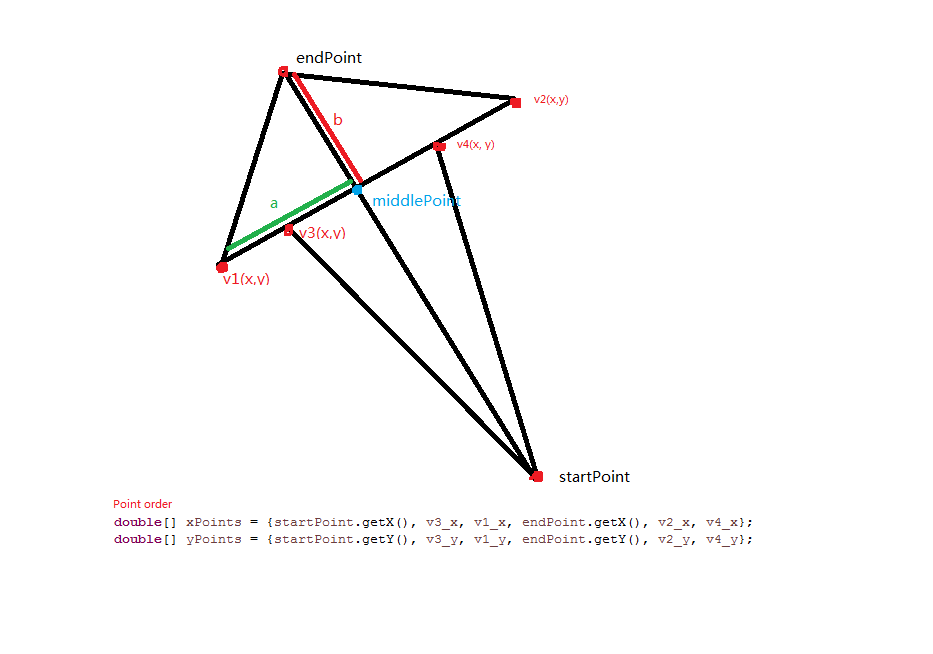 endPoint
v2(x,y)
b
v4(x, y)
a
middlePoint
v3(x,y)
v1(x,y)
startPoint
Point order
double[] xPoints = {startPoint.getX(), v3_x, v1_x, endPoint.getX(), v2_x, v4_x};
double[] yPoints = {startPoint.getY(), v3_y, v1_y, endPoint.getY(), v2_y, v4_y};